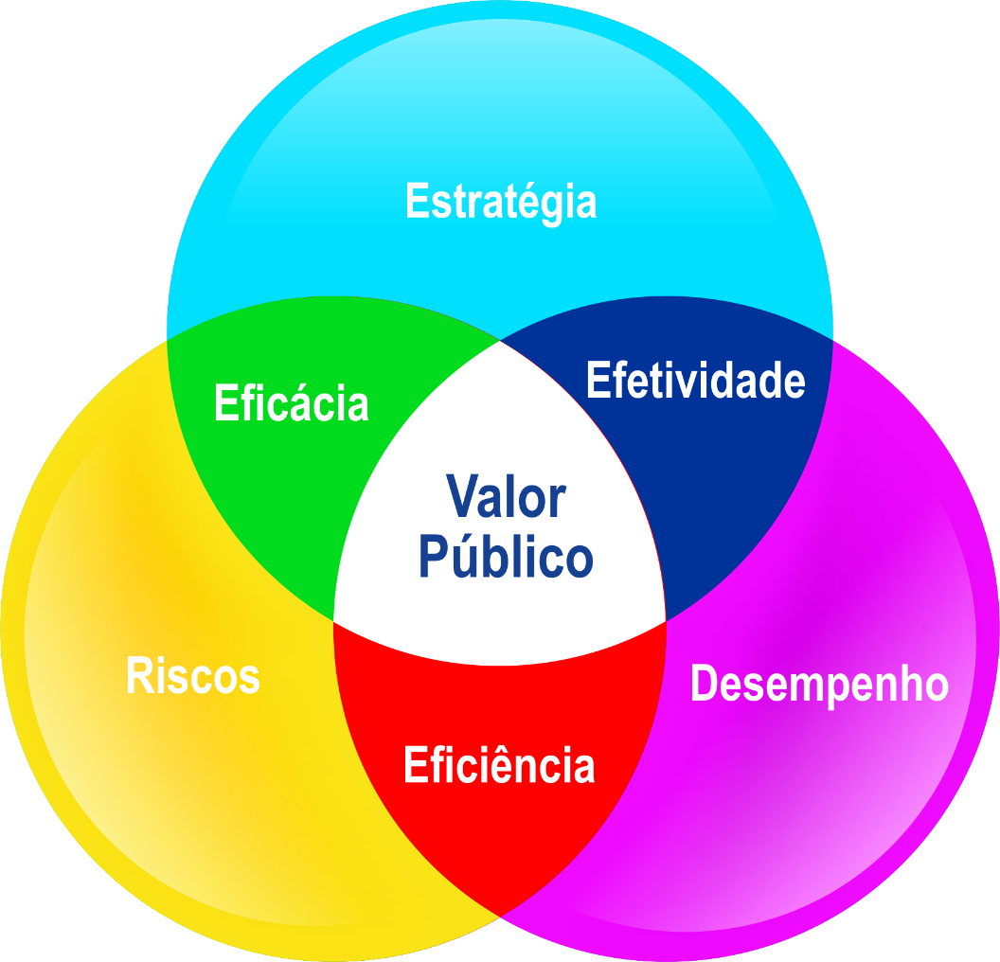 Estratégia
Eficácia
Efetividade
Valor
Público
Riscos
Desempenho
Eficiência